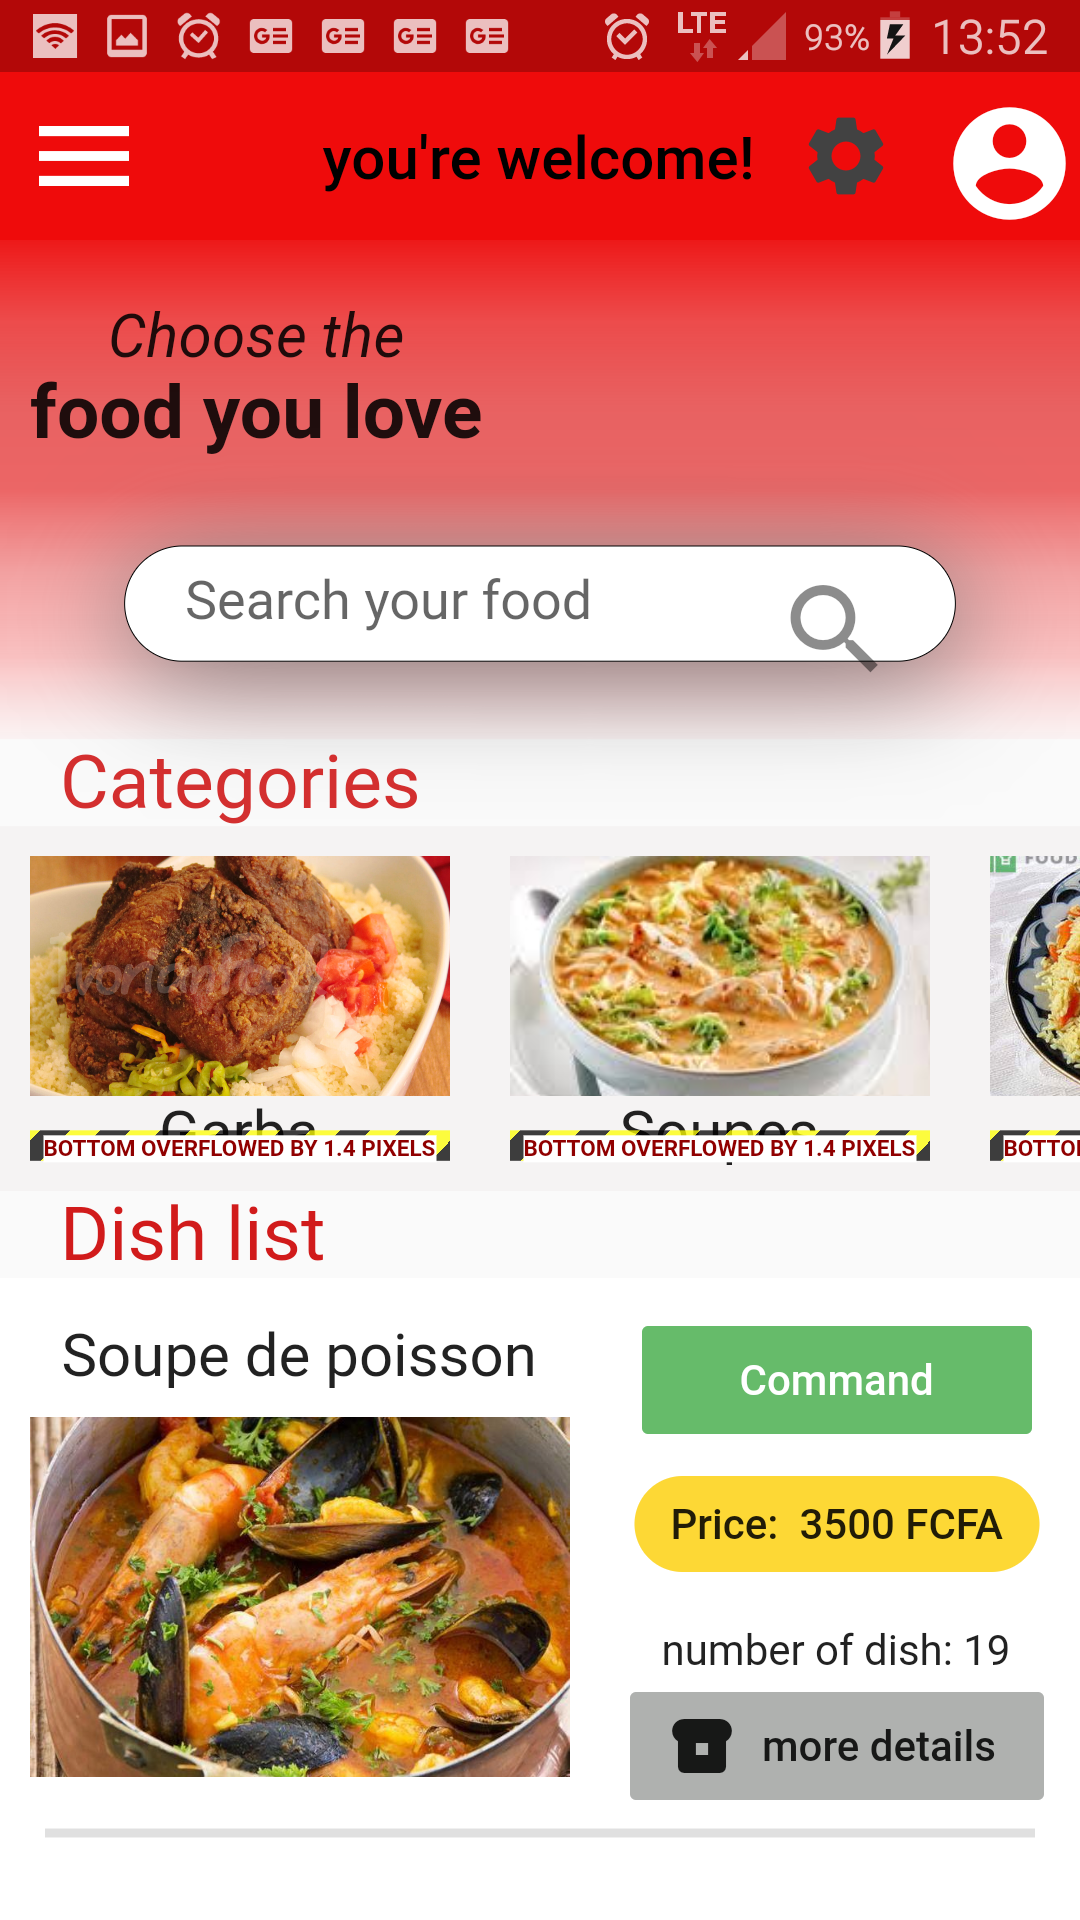 LTE 93% 13:52
you're welcome!
Choose the
food you love
Search your food
Categories
FOOD
Garbs Soupes
BOTTOM OVERFLOWED BY 1.4 PIXELS BOTTOM OVERFLOWED BY 1.4 PIXELS BOTTO
Dish list
Soupe de poisson
Command
Price: 3500 FCFA
number of dish: 19
more details